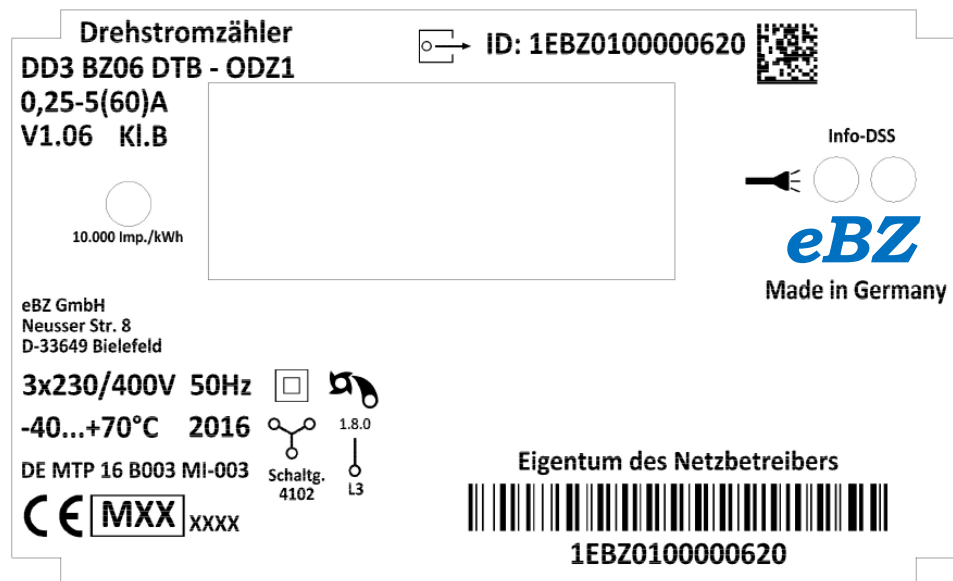 Drehstromzähler
DD3 BZ06 DTB - ODZ1
0,25-5(60)A
V1.06 Kl.B
ID: 1EBZ0100000620
Info-DSS
10.000 Imp./kWh
eBZ
Made in Germany
eBZ GmbH
Neusser Str. 8
D-33649 Bielefeld
3x230/400V 50Hz
-40...+70°C 2016
1.8.0
DE MTP 16 B003 MI-003
Schaltg.
4102
L3
CE MXX XXXX
Eigentum des Netzbetreibers
1EBZ0100000620